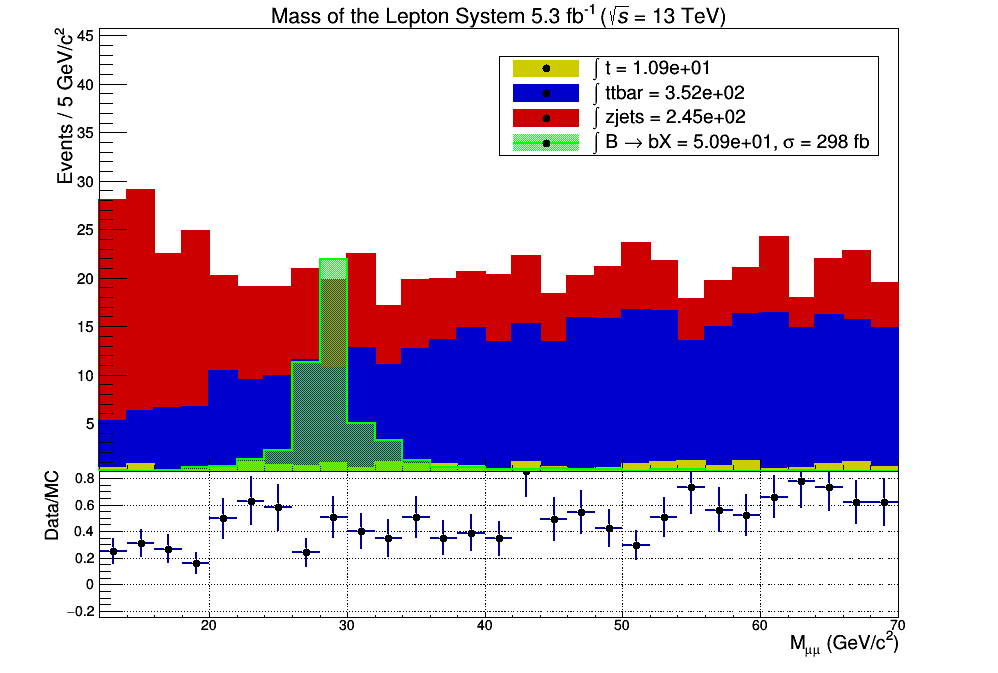 Mass of the Lepton System 5.3 fb⁻¹ (√s = 13 TeV)
Events / 5 GeV/c²
45
40
35
30
25
20
15
10
5
∫ t = 1.09e+01
∫ ttbar = 3.52e+02
∫ zjets = 2.45e+02
∫ B → bX = 5.09e+01, σ = 298 fb
Data/MC
0.8
0.6
0.4
0.2
0
−0.2
20 30 40 50 60 70
M_μμ (GeV/c²)